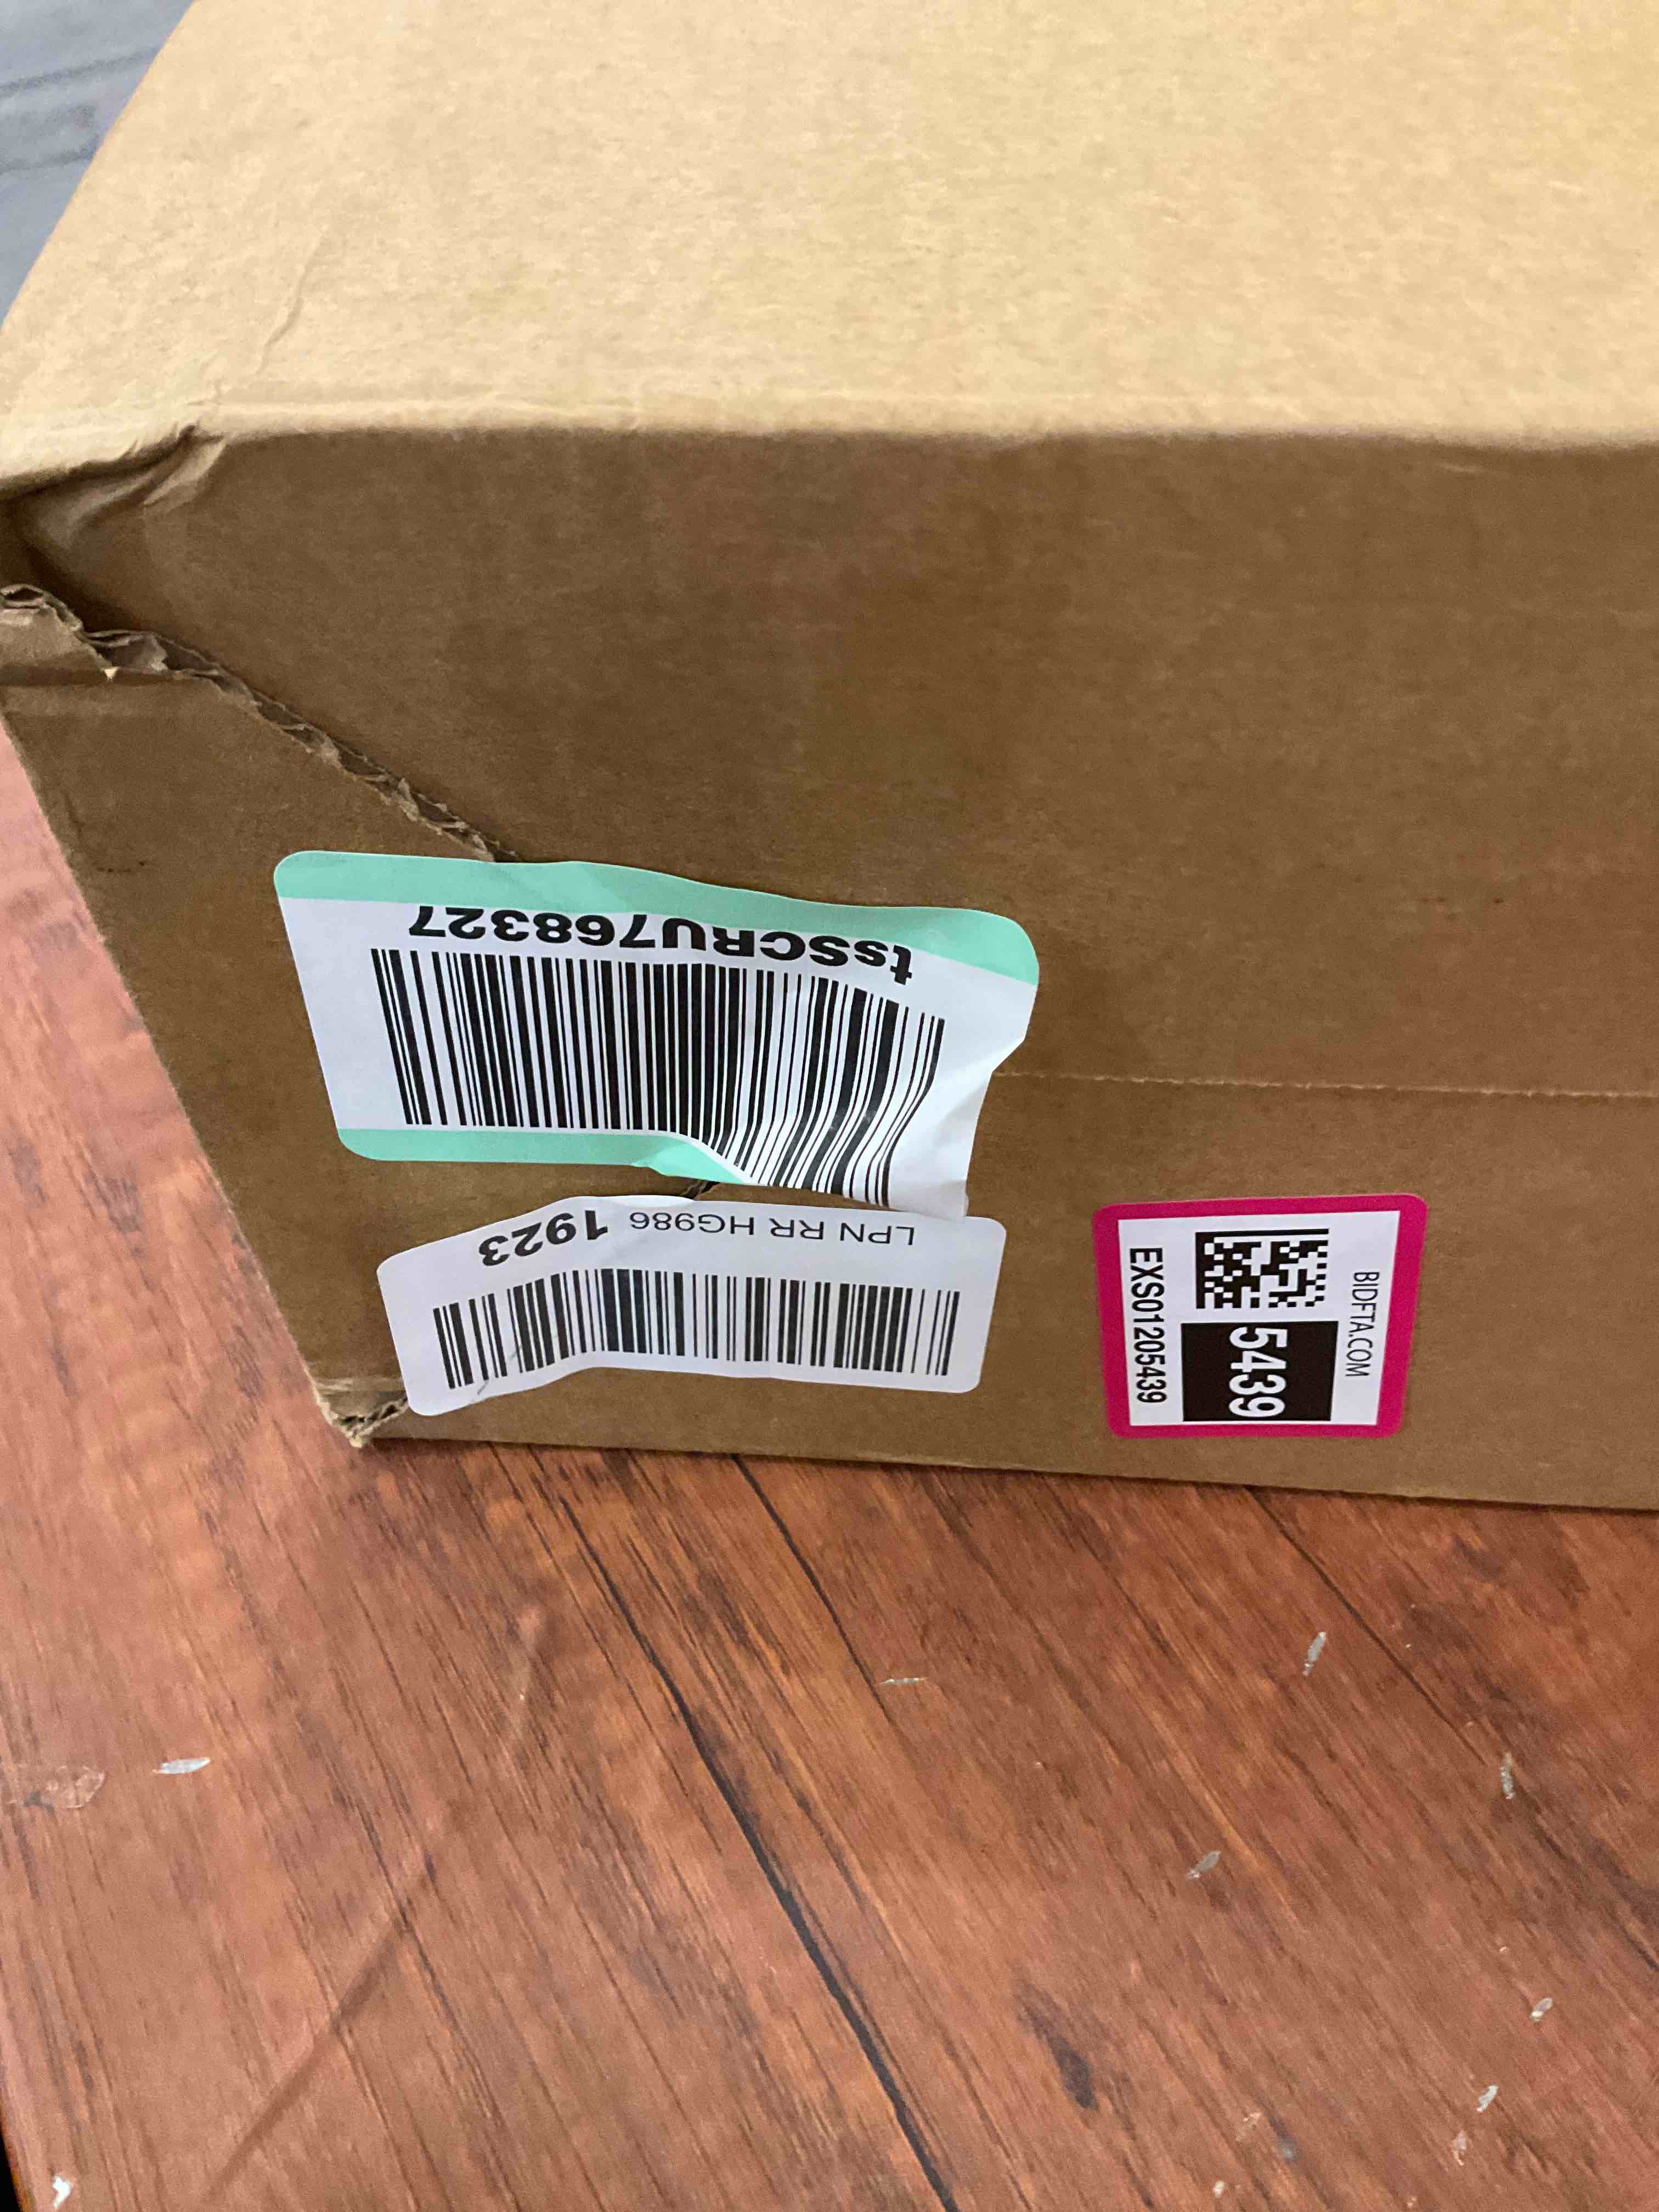 tsSCRU768327
LPN RR HG986 1923
BIDFTA.COM
5439
EXS01205439